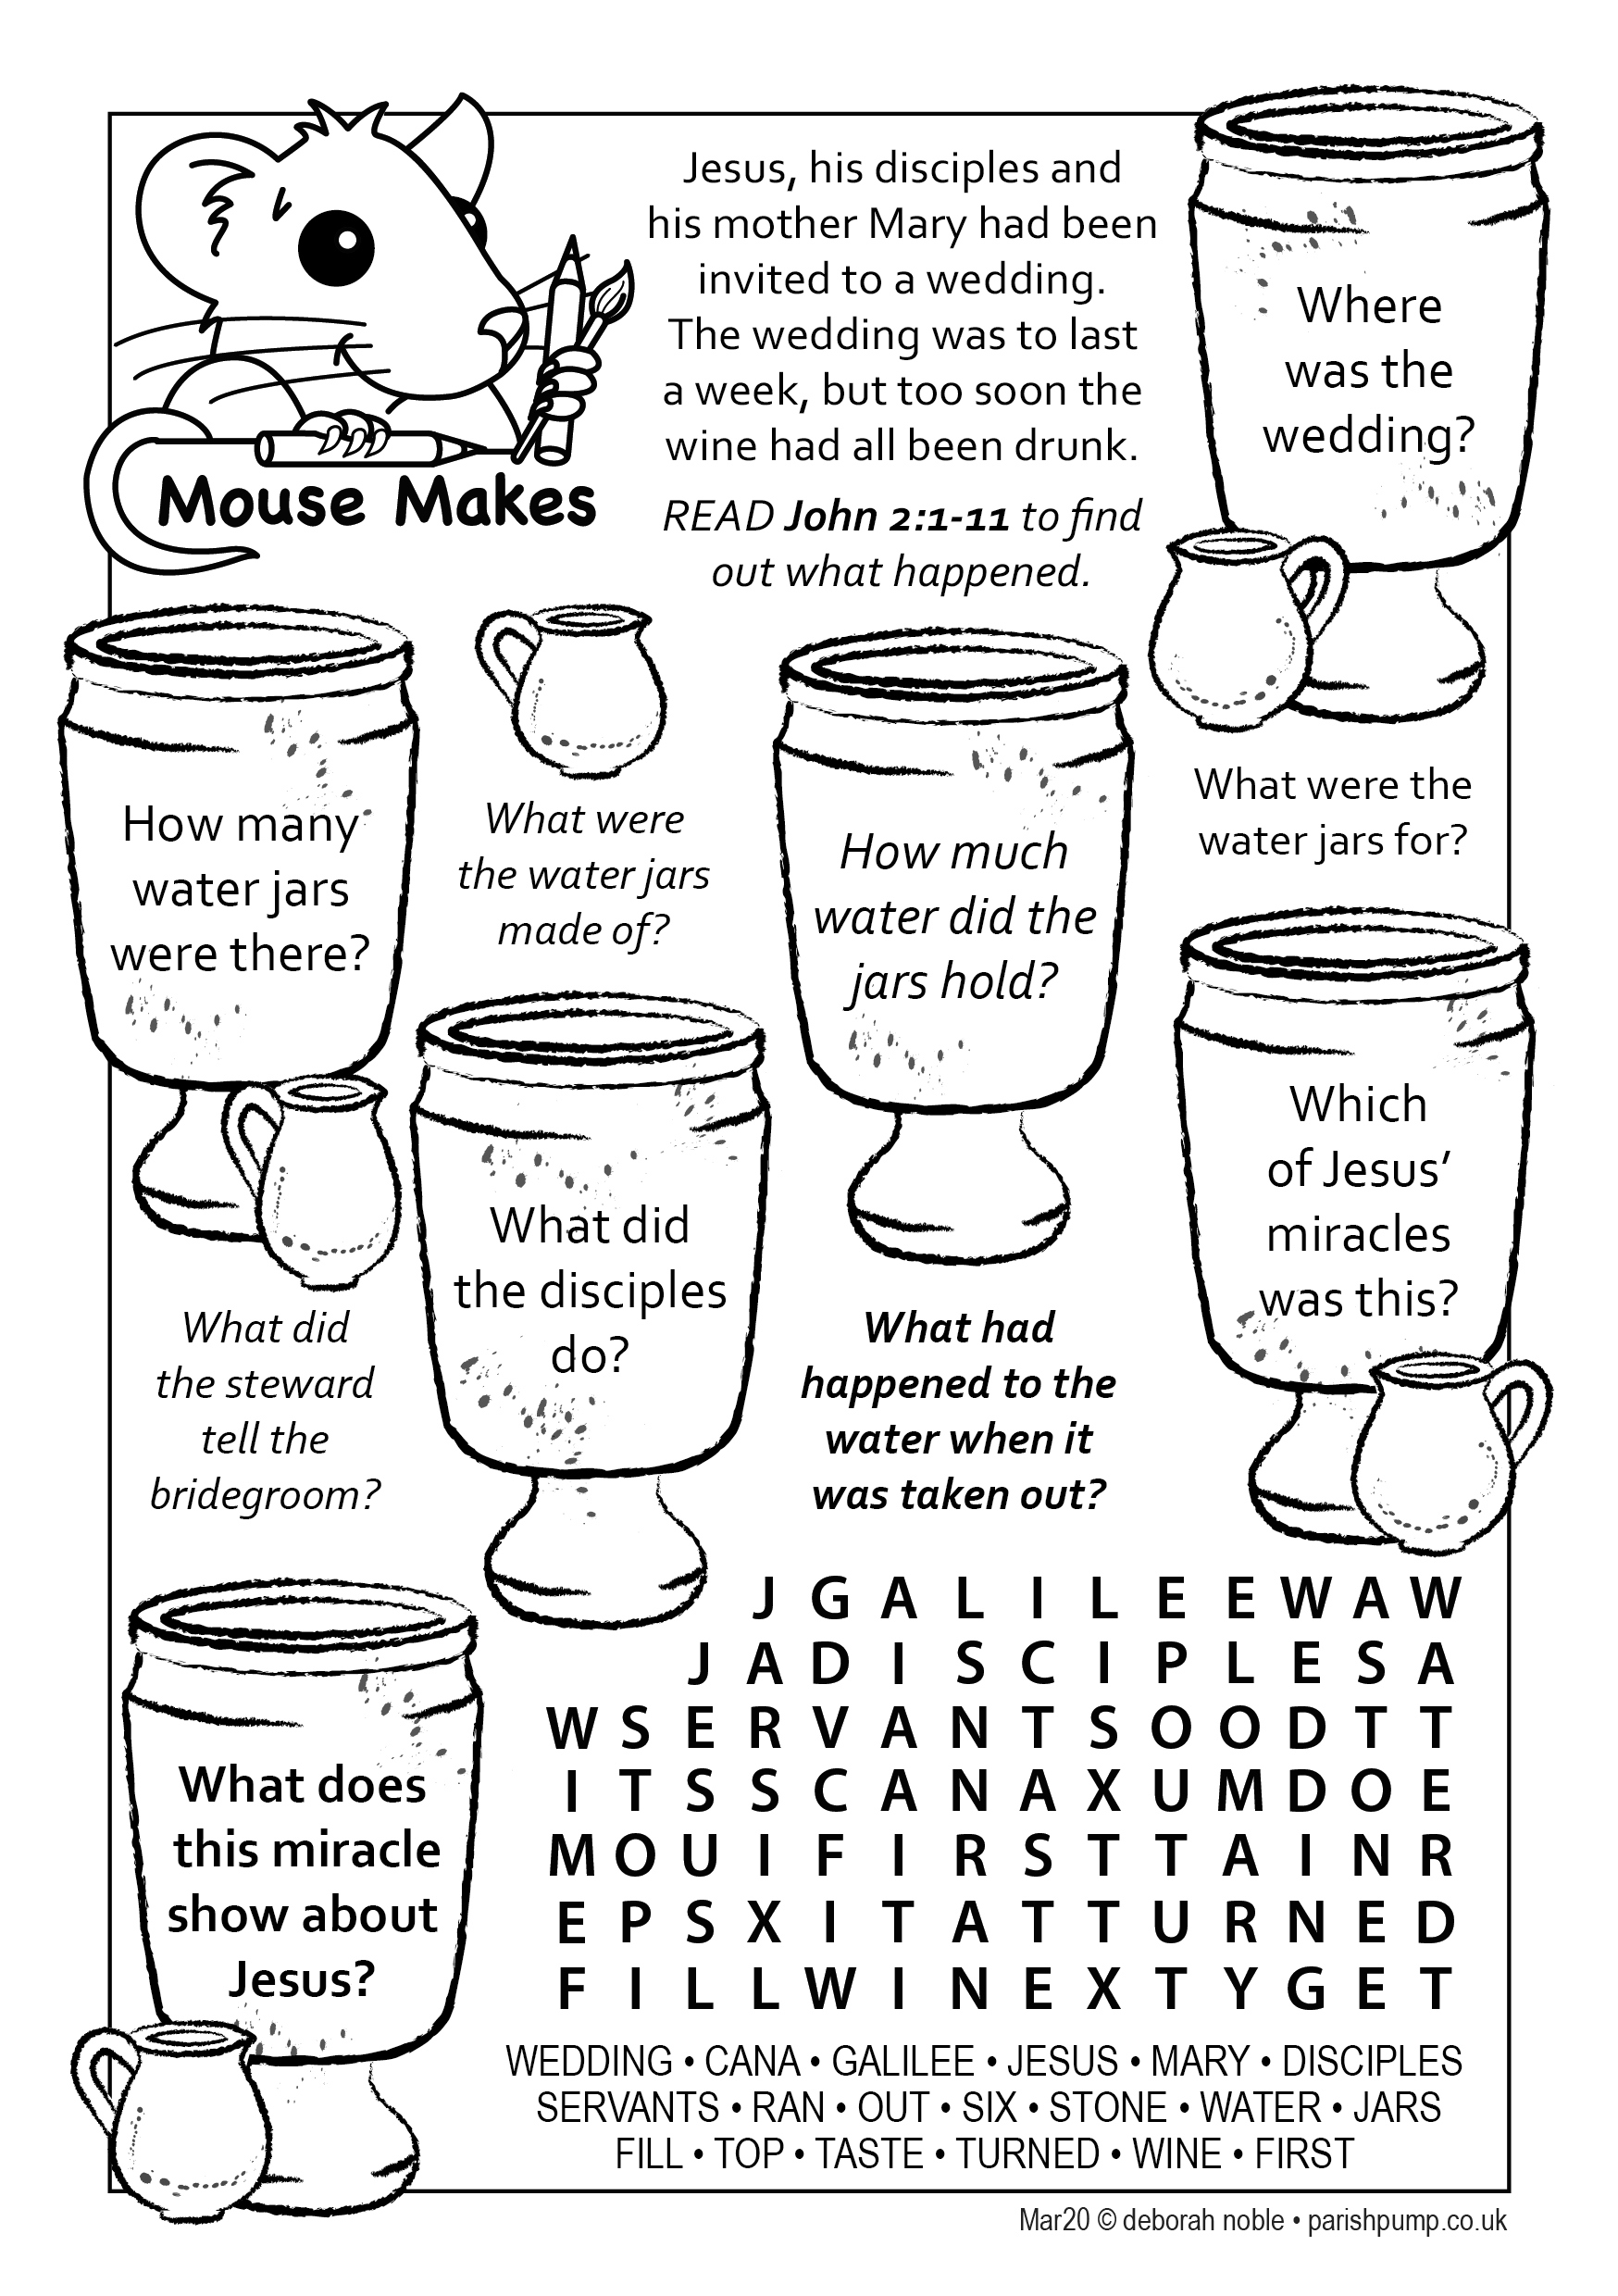 Mouse Makes
Jesus, his disciples and
his mother Mary had been
invited to a wedding.
The wedding was to last
a week, but too soon the
wine had all been drunk.
READ John 2:1-11 to find
out what happened.
Where
was the
wedding?
How many
water jars
were there?
What were
the water jars
made of?
How much
water did the
jars hold?
What were the
water jars for?
What did
the disciples
do?
Which
of Jesus’
miracles
was this?
What did
the steward
tell the
bridegroom?
What had
happened to the
water when it
was taken out?
What does
this miracle
show about
Jesus?
J G A L I L E E W A W
J A D I S C I P L E S A
W S E R V A N T S O O D T T
I T S S C A N A X U M D O E
M O U I F I R S T T A I N R
E P S X I T A T T U R N E D
F I L L W I N E X T Y G E T
WEDDING • CANA • GALILEE • JESUS • MARY • DISCIPLES
SERVANTS • RAN • OUT • SIX • STONE • WATER • JARS
FILL • TOP • TASTE • TURNED • WINE • FIRST
Mar20 © deborah noble • parishpump.co.uk